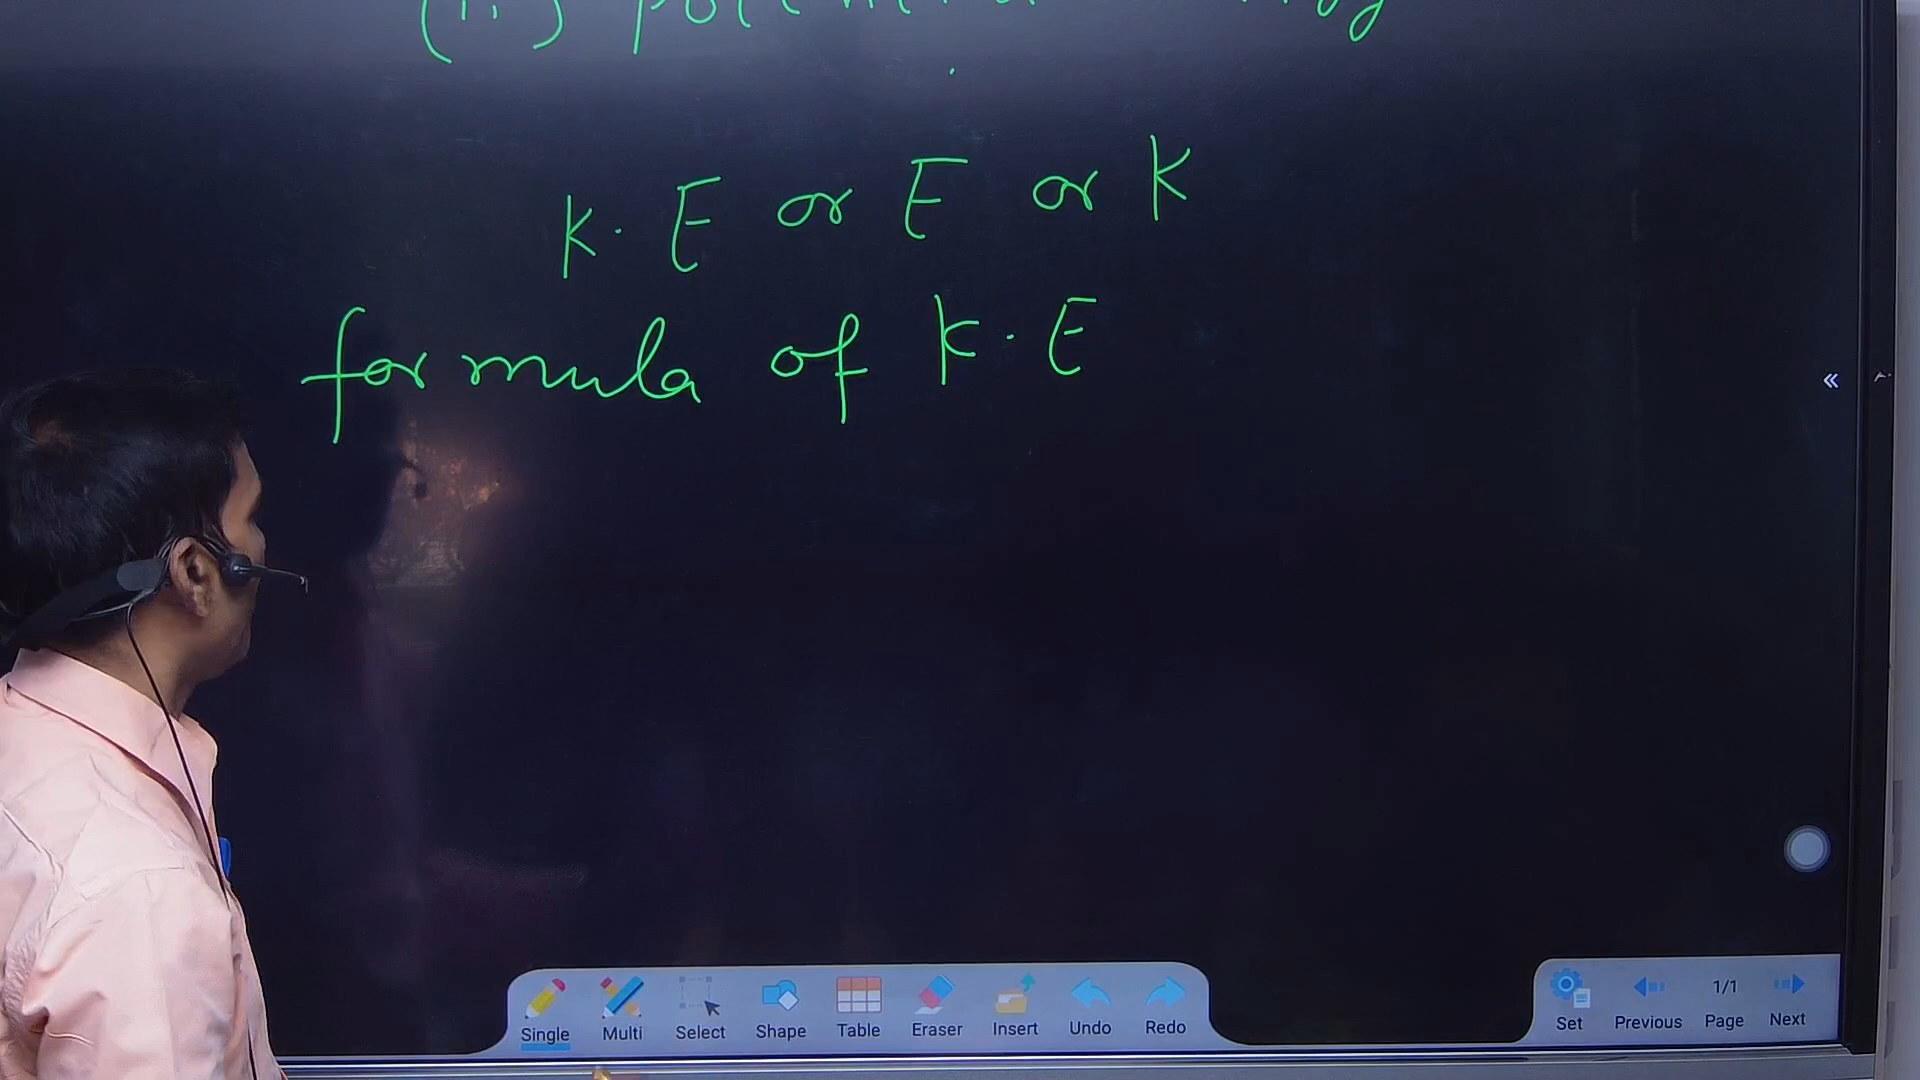 (ii)
K.E or E or K
formula of K.E
Single Multi Select Shape Table Eraser Insert Undo Redo
Set Previous 1/1 Page Next